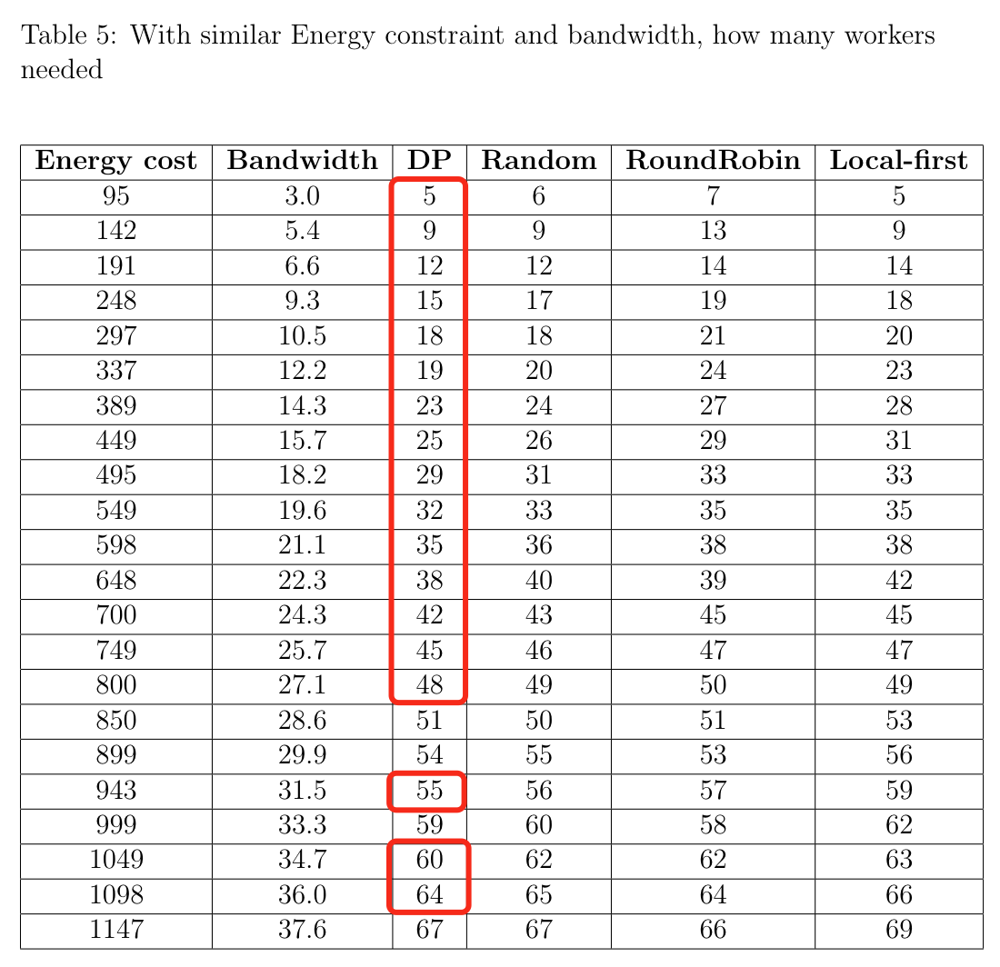 Table 5: With similar Energy constraint and bandwidth, how many workers
needed
Energy cost Bandwidth DP Random RoundRobin Local-first
95 3.0 5 6 7 5
142 5.4 9 9 13 9
191 6.6 12 12 14 14
248 9.3 15 17 19 18
297 10.5 18 18 21 20
337 12.2 19 20 24 23
389 14.3 23 24 27 28
449 15.7 25 26 29 31
495 18.2 29 31 33 33
549 19.6 32 33 35 35
598 21.1 35 36 38 38
648 22.3 38 40 39 42
700 24.3 42 43 45 45
749 25.7 45 46 47 47
800 27.1 48 49 50 49
850 28.6 51 50 51 53
899 29.9 54 55 53 56
943 31.5 55 56 57 59
999 33.3 59 60 58 62
1049 34.7 60 62 62 63
1098 36.0 64 65 64 66
1147 37.6 67 67 66 69